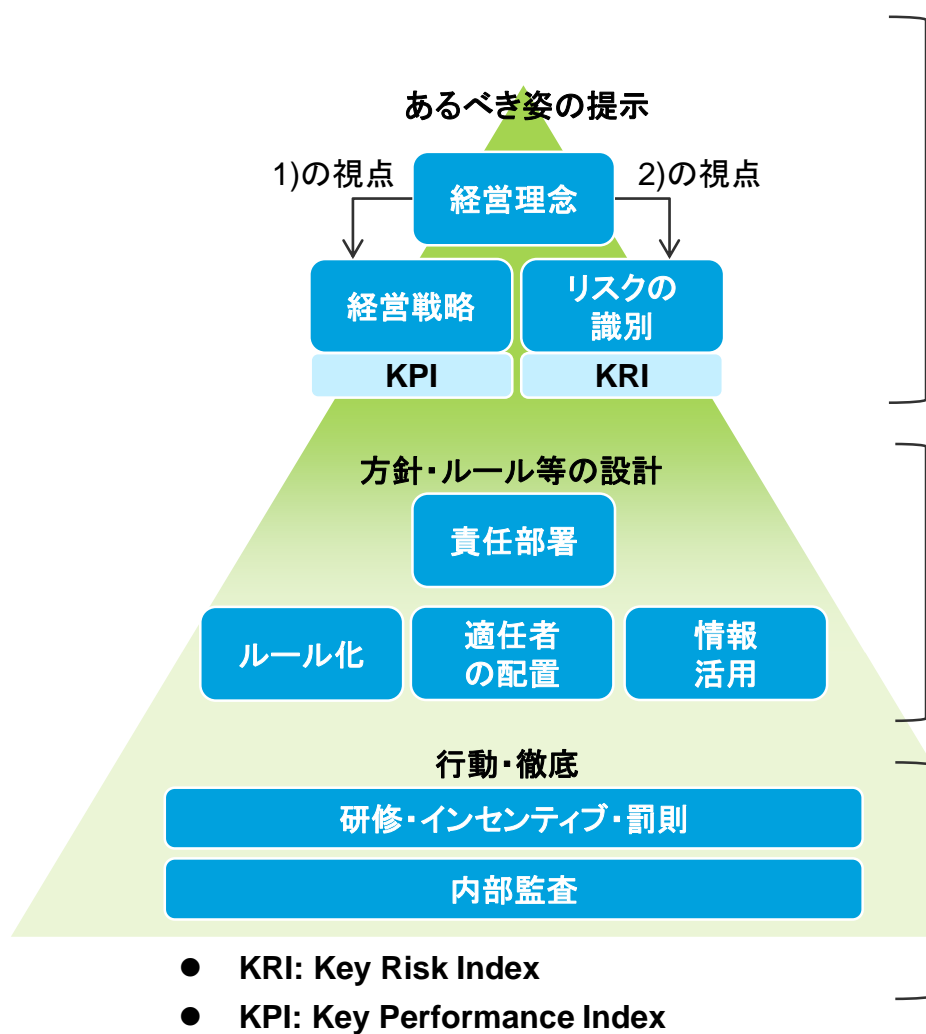 あるべき姿の提示
1)の視点
経営理念
2)の視点
経営戦略
リスクの
識別
KPI
KRI
方針・ルール等の設計
責任部署
ルール化
適任者
の配置
情報
活用
行動・徹底
研修・インセンティブ・罰則
内部監査
● KRI: Key Risk Index
● KPI: Key Performance Index